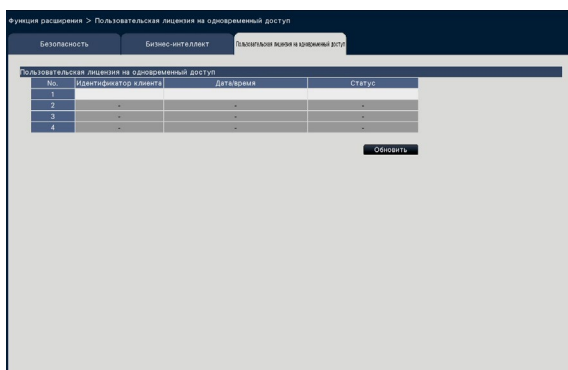 Функция расширения > Пользовательская лицензия на одновременный доступ
Безопасность Бизнес-интеллект Пользовательская лицензия на одновременный доступ
Пользовательская лицензия на одновременный доступ
No. Идентификатор клиента Дата/время Статус
1
2 - - -
3 - - -
4 - - -
Обновить